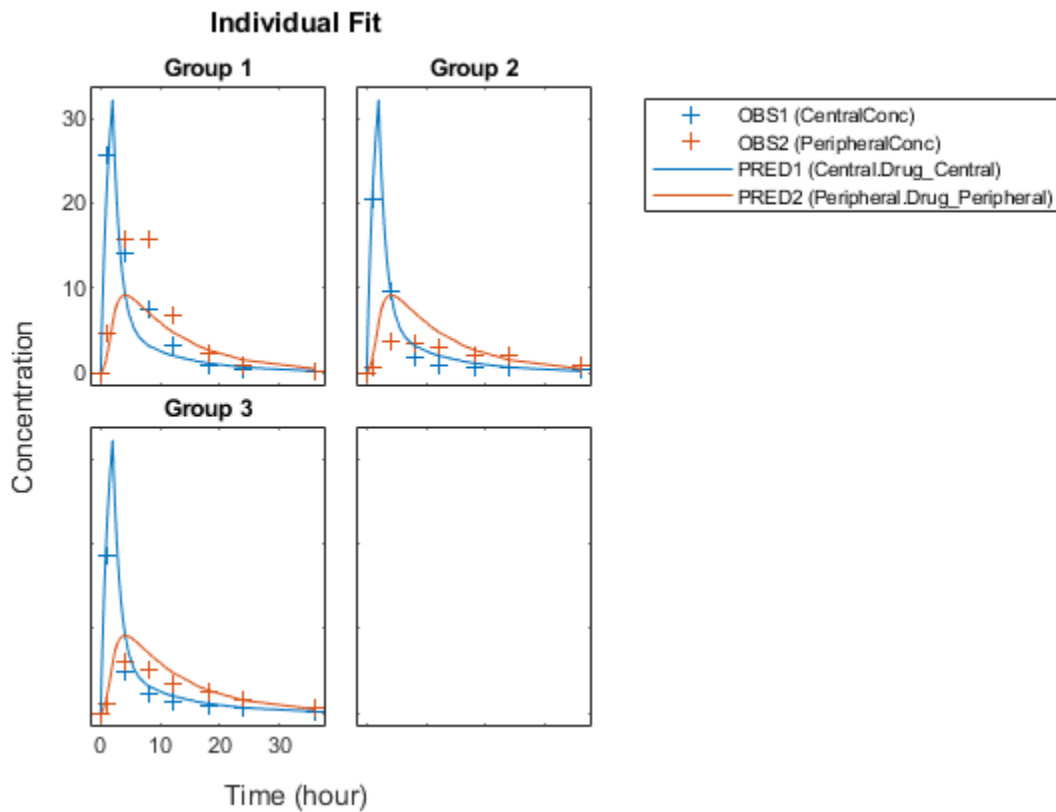 Individual Fit
Group 1
Group 2
OBS1 (CentralConc)
OBS2 (PeripheralConc)
PRED1 (Central.Drug_Central)
PRED2 (Peripheral.Drug_Peripheral)
30
20
10
0
Group 3
Concentration
0 10 20 30
Time (hour)